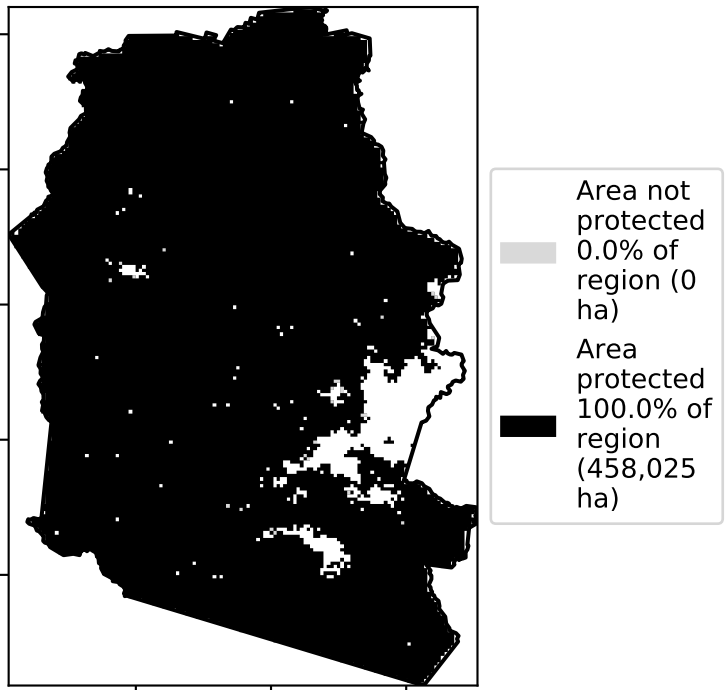 Area not
protected
0.0% of
region (0
ha)
Area
protected
100.0% of
region
(458,025
ha)